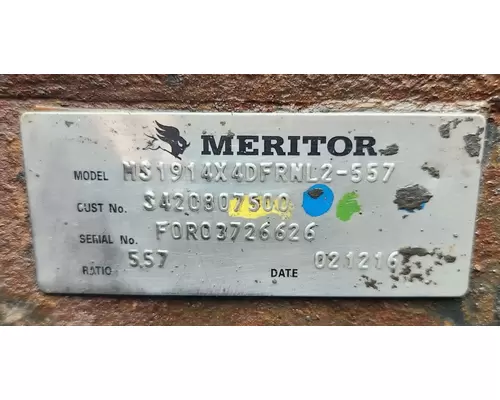 MERITOR
MODEL MS1914X4DFRNL2-557
CUST No. S420807500
SERIAL No. FOR03726626
RATIO 557 DATE 021216